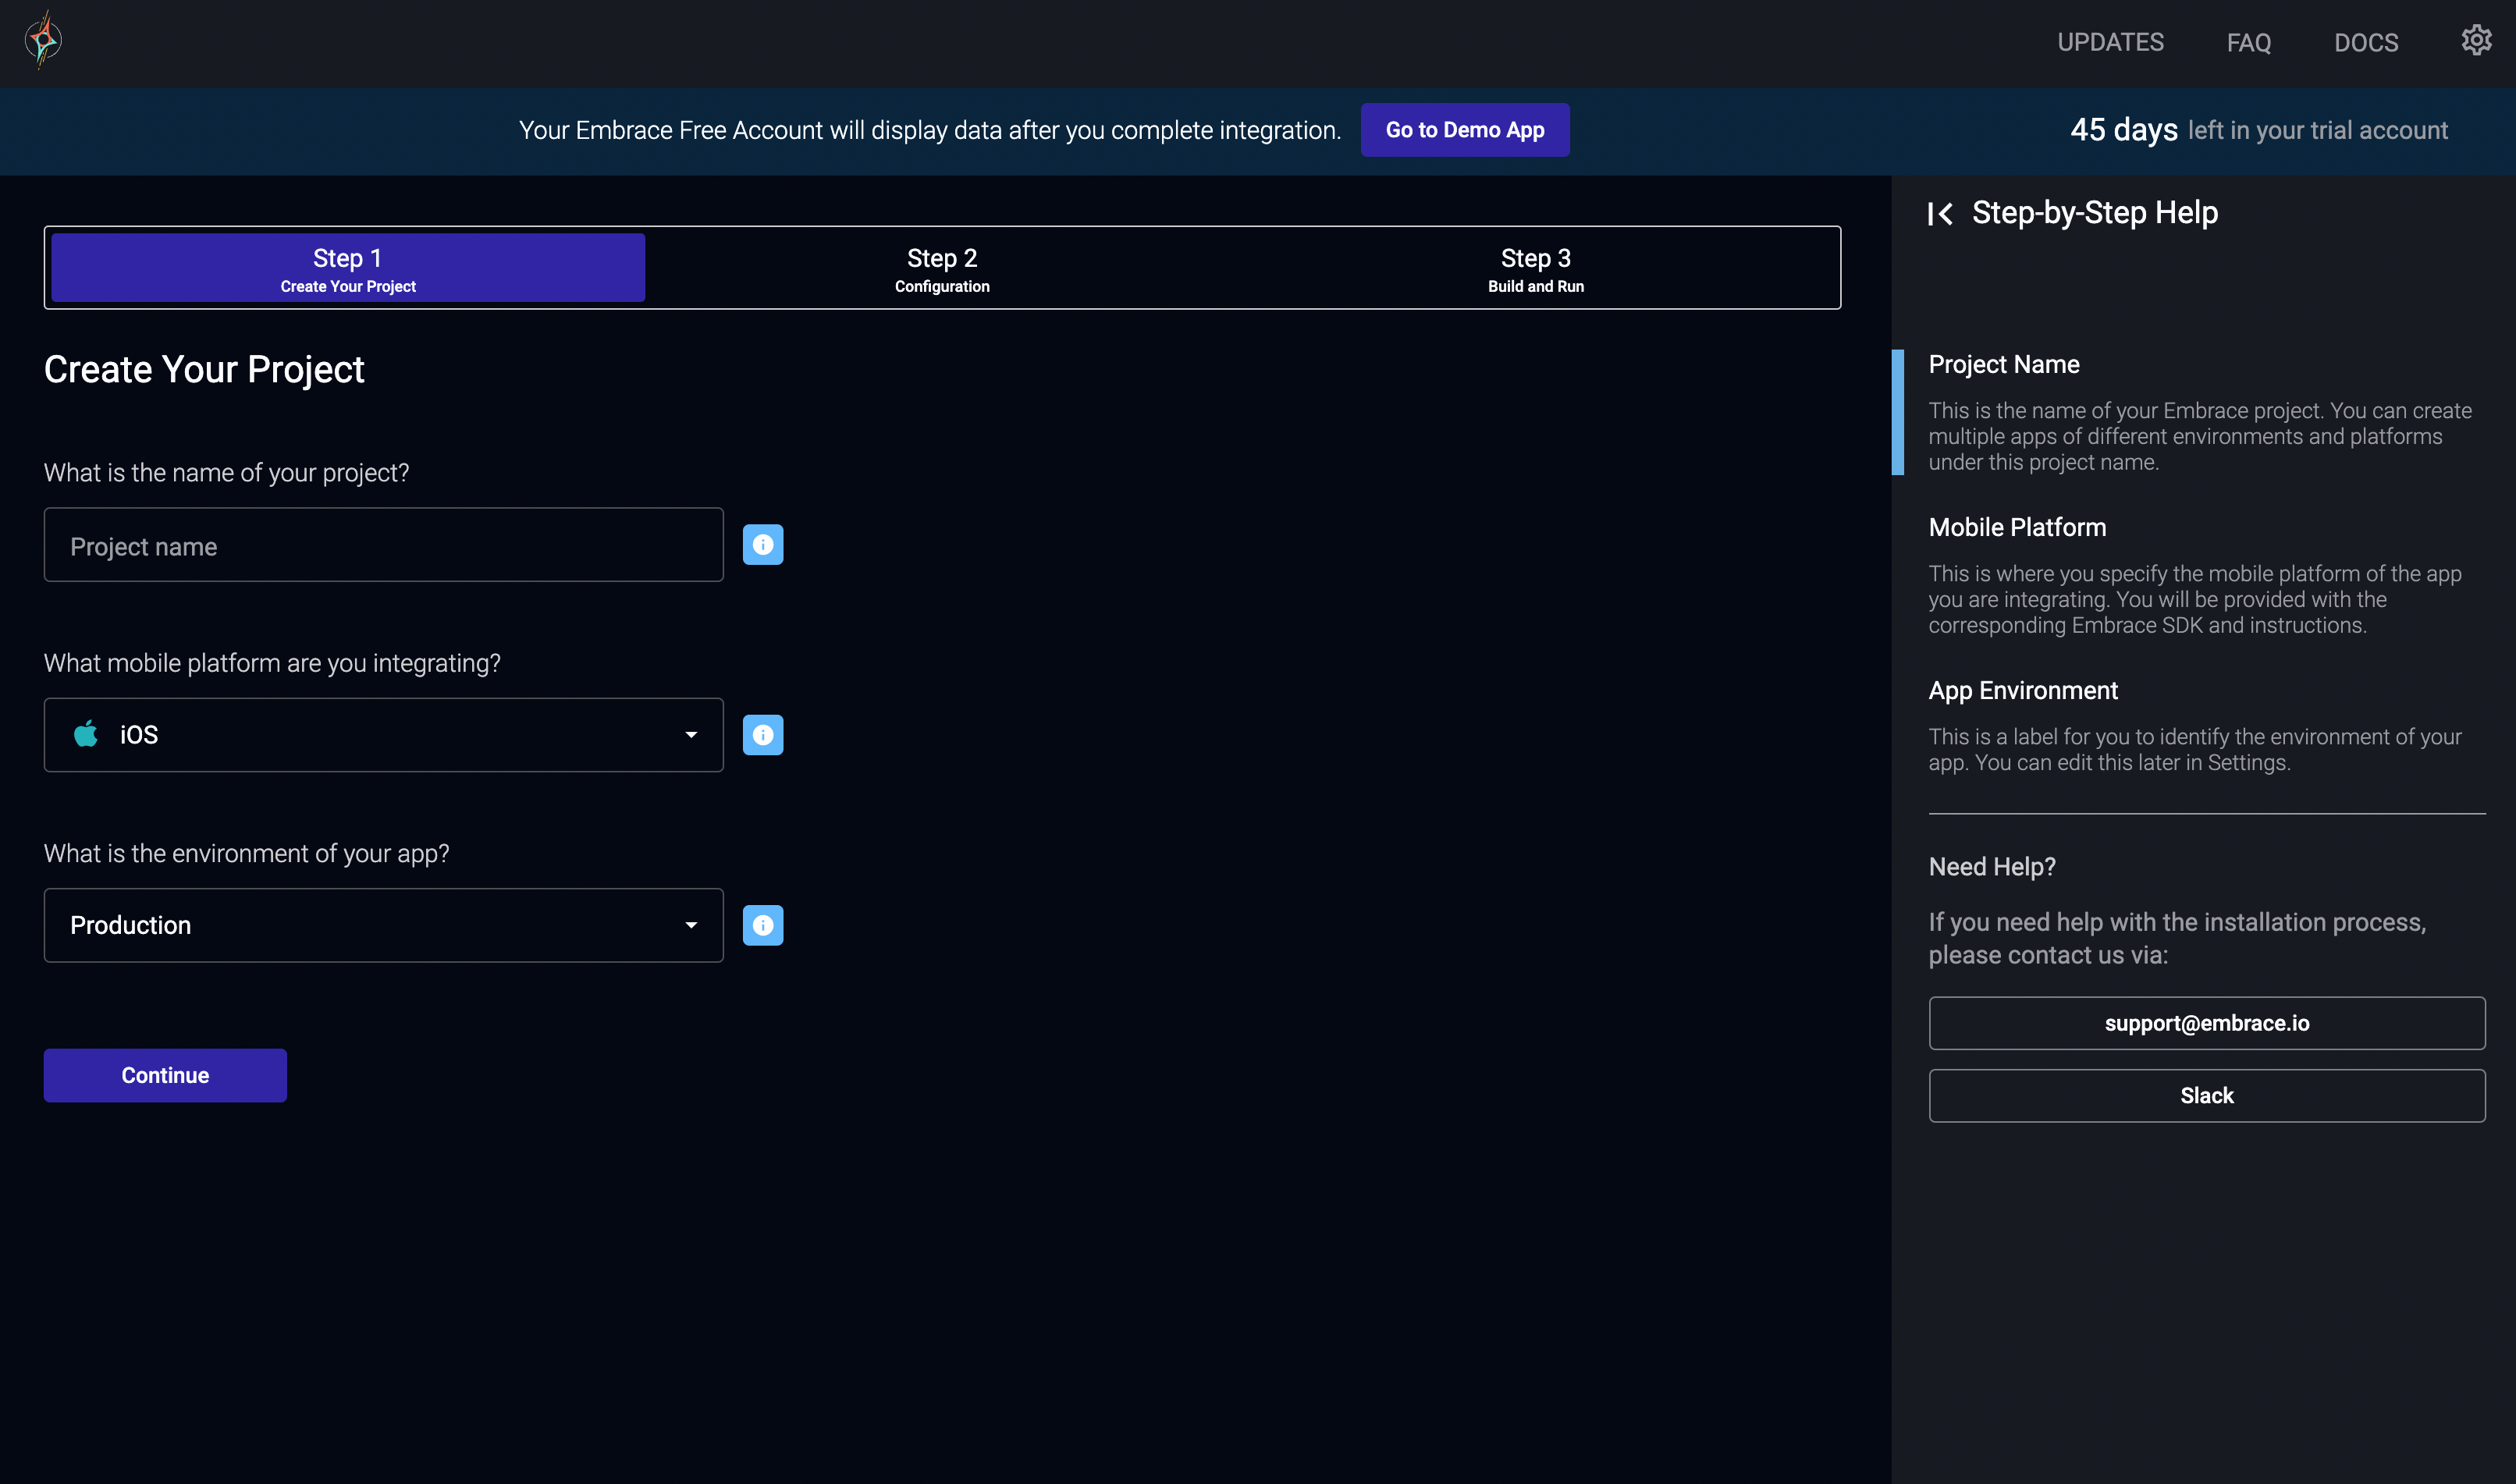 UPDATES
FAQ
DOCS
Your Embrace Free Account will display data after you complete integration.
Go to Demo App
45 days left in your trial account
Step 1
Create Your Project
Step 2
Configuration
Step 3
Build and Run
Create Your Project
What is the name of your project?
Project name
What mobile platform are you integrating?
iOS
What is the environment of your app?
Production
Continue
Step-by-Step Help
Project Name
This is the name of your Embrace project. You can create
multiple apps of different environments and platforms
under this project name.
Mobile Platform
This is where you specify the mobile platform of the app
you are integrating. You will be provided with the
corresponding Embrace SDK and instructions.
App Environment
This is a label for you to identify the environment of your
app. You can edit this later in Settings.
Need Help?
If you need help with the installation process,
please contact us via:
support@embrace.io
Slack